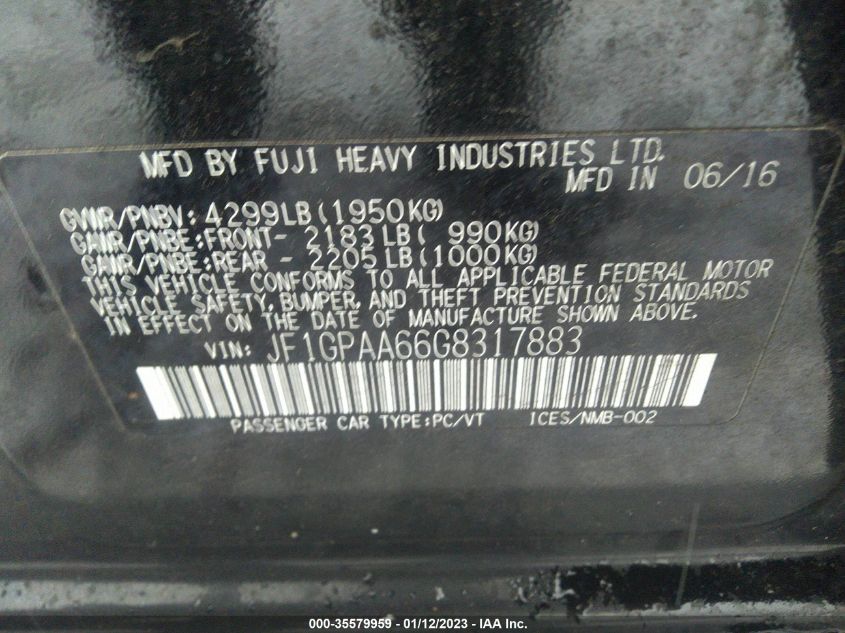 MFD BY FUJI HEAVY INDUSTRIES LTD.
MFD IN 06/16
GVWR/PNBV: 4299LB(1950KG)
GAWR/PNBE:FRONT- 2183LB( 990KG)
GAWR/PNBE:REAR - 2205LB(1000KG)
THIS VEHICLE CONFORMS TO ALL APPLICABLE FEDERAL MOTOR
VEHICLE SAFETY, BUMPER, AND THEFT PREVENTION STANDARDS
IN EFFECT ON THE DATE OF MANUFACTURE SHOWN ABOVE.
VIN: JF1GPAA66G8317883
PASSENGER CAR TYPE:PC/VT ICES/NMB-002
000-35579959 - 01/12/2023 - © IAA Inc.